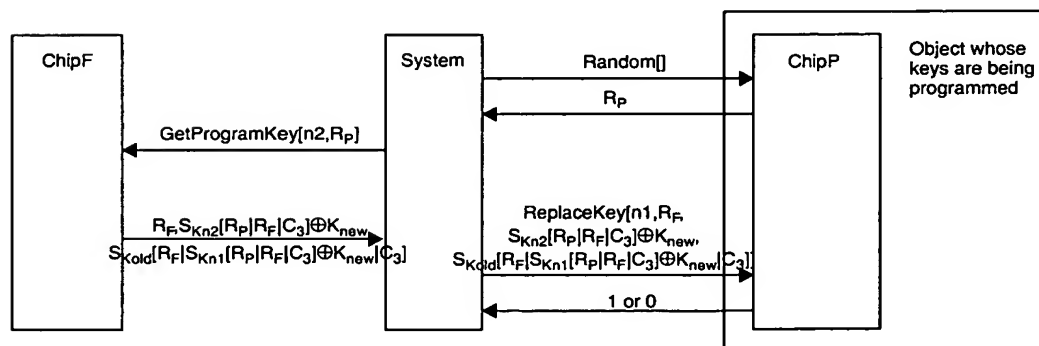 ChipF
System
ChipP
Object whose
keys are being
programmed
Random[]
R_P
GetProgramKey[n2,R_P]
R_F,S_Kn2[R_P|R_F|C_3]⊕K_new,
S_Kold[R_F|S_Kn1[R_P|R_F|C_3]⊕K_new|C_3]
ReplaceKey[n1,R_F,
S_Kn2[R_P|R_F|C_3]⊕K_new,
S_Kold[R_F|S_Kn1[R_P|R_F|C_3]⊕K_new|C_3]]
1 or 0